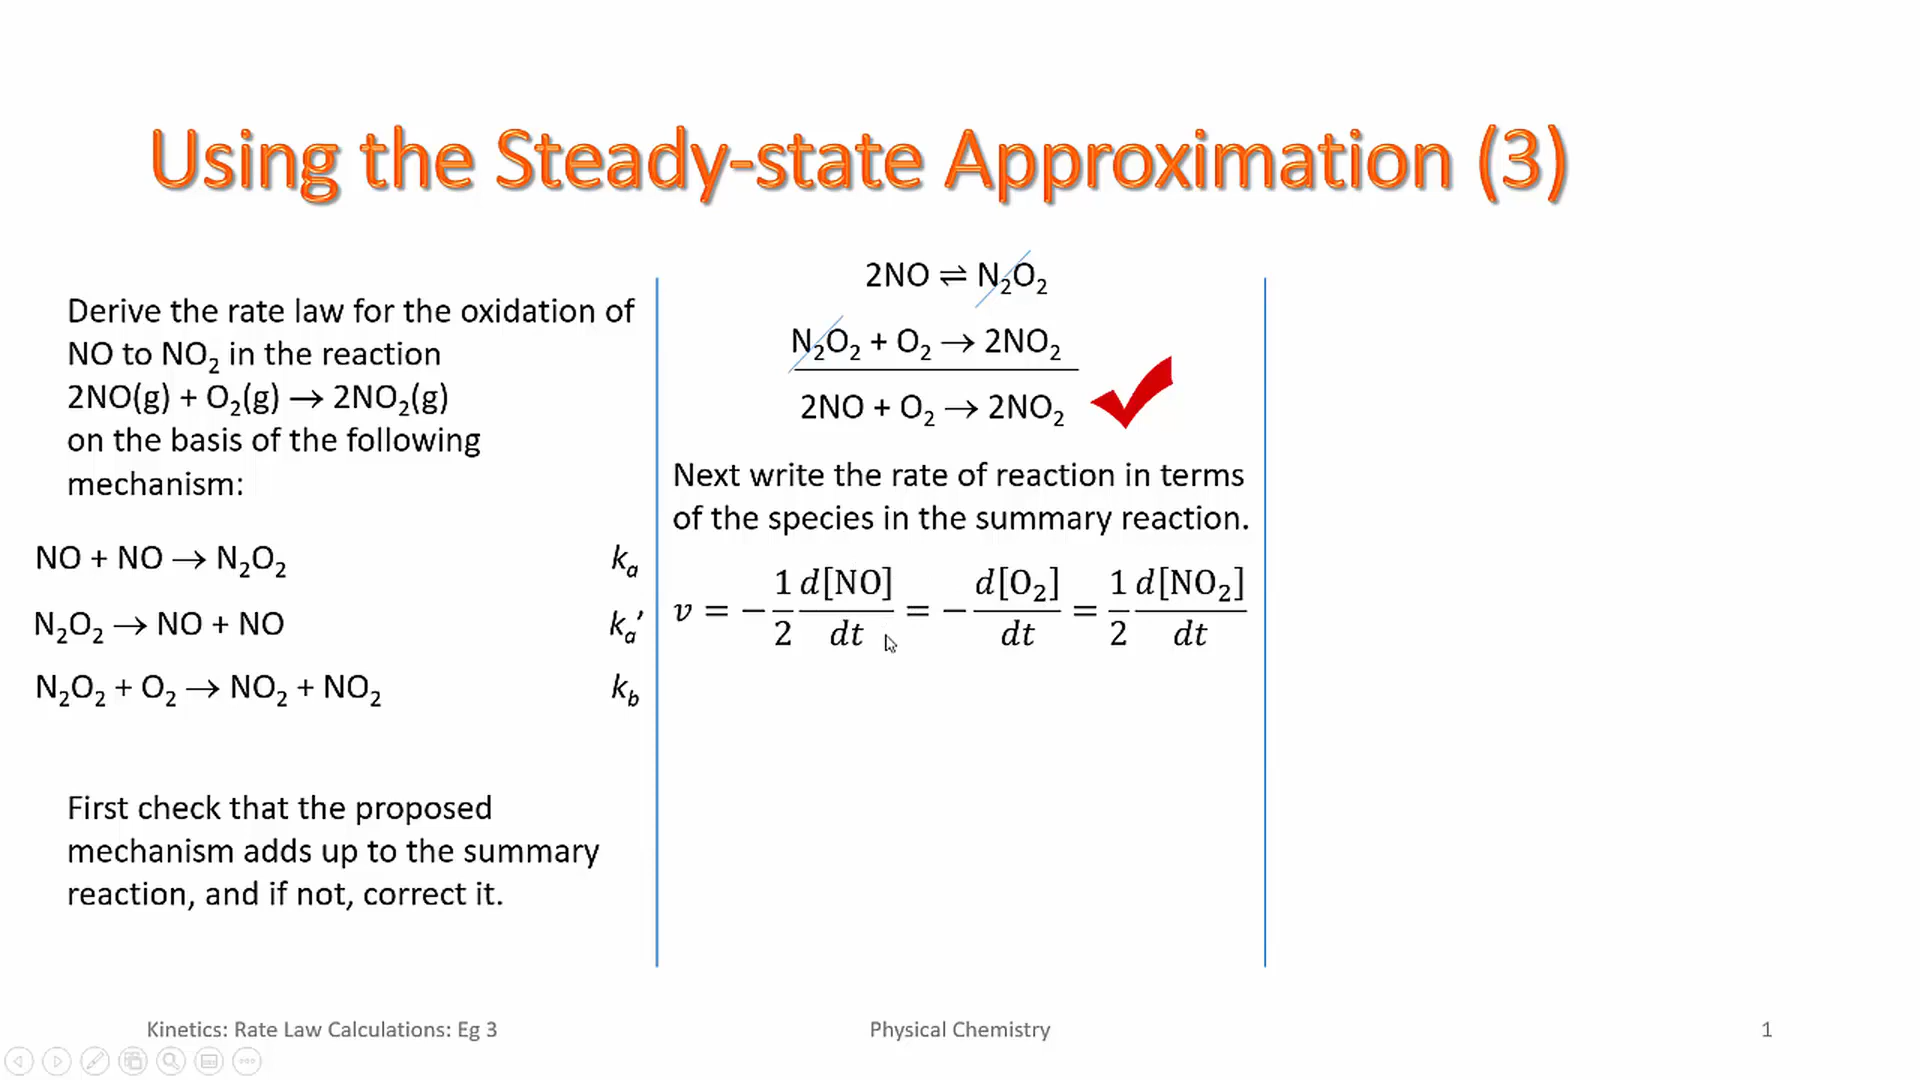 Using the Steady-state Approximation (3)
Derive the rate law for the oxidation of
NO to NO₂ in the reaction
2NO(g) + O₂(g) → 2NO₂(g)
on the basis of the following
mechanism:
NO + NO → N₂O₂ kₐ
N₂O₂ → NO + NO kₐ′
N₂O₂ + O₂ → NO₂ + NO₂ k_b
First check that the proposed
mechanism adds up to the summary
reaction, and if not, correct it.
2NO ⇌ N₂O₂
N₂O₂ + O₂ → 2NO₂
2NO + O₂ → 2NO₂
Next write the rate of reaction in terms
of the species in the summary reaction.
v = −1/2 d[NO]/dt = −d[O₂]/dt = 1/2 d[NO₂]/dt
Kinetics: Rate Law Calculations: Eg 3
Physical Chemistry
1